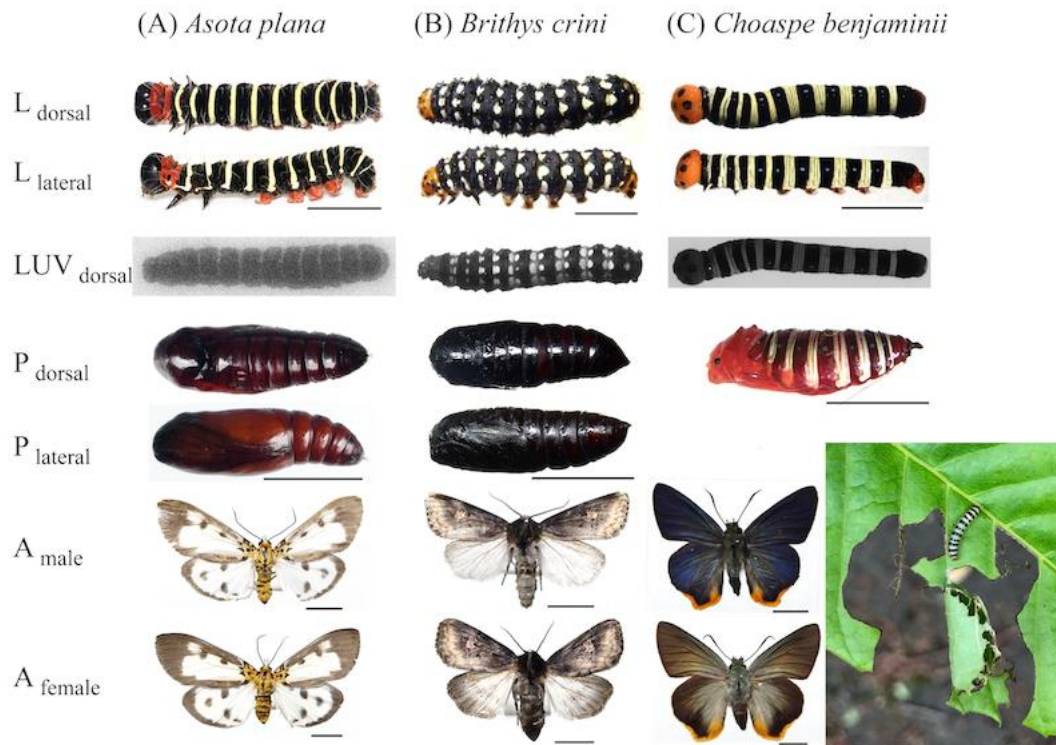 (A) Asota plana (B) Brithys crini (C) Choaspe benjaminii
L dorsal
L lateral
LUV dorsal
P dorsal
P lateral
A male
A female